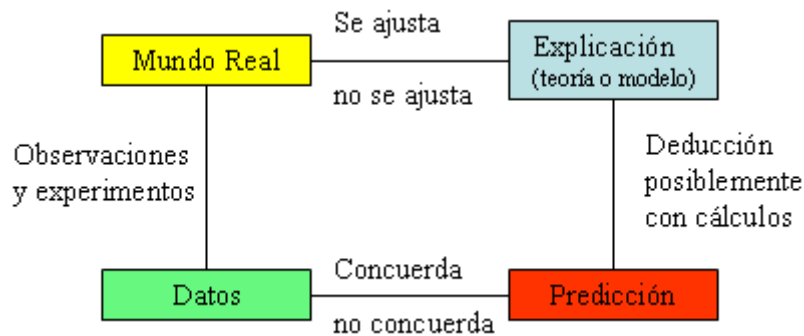 Se ajusta
Mundo Real
Explicación
(teoría o modelo)
no se ajusta
Observaciones
y experimentos
Deducción
posiblemente
con cálculos
Concuerda
Datos
Predicción
no concuerda